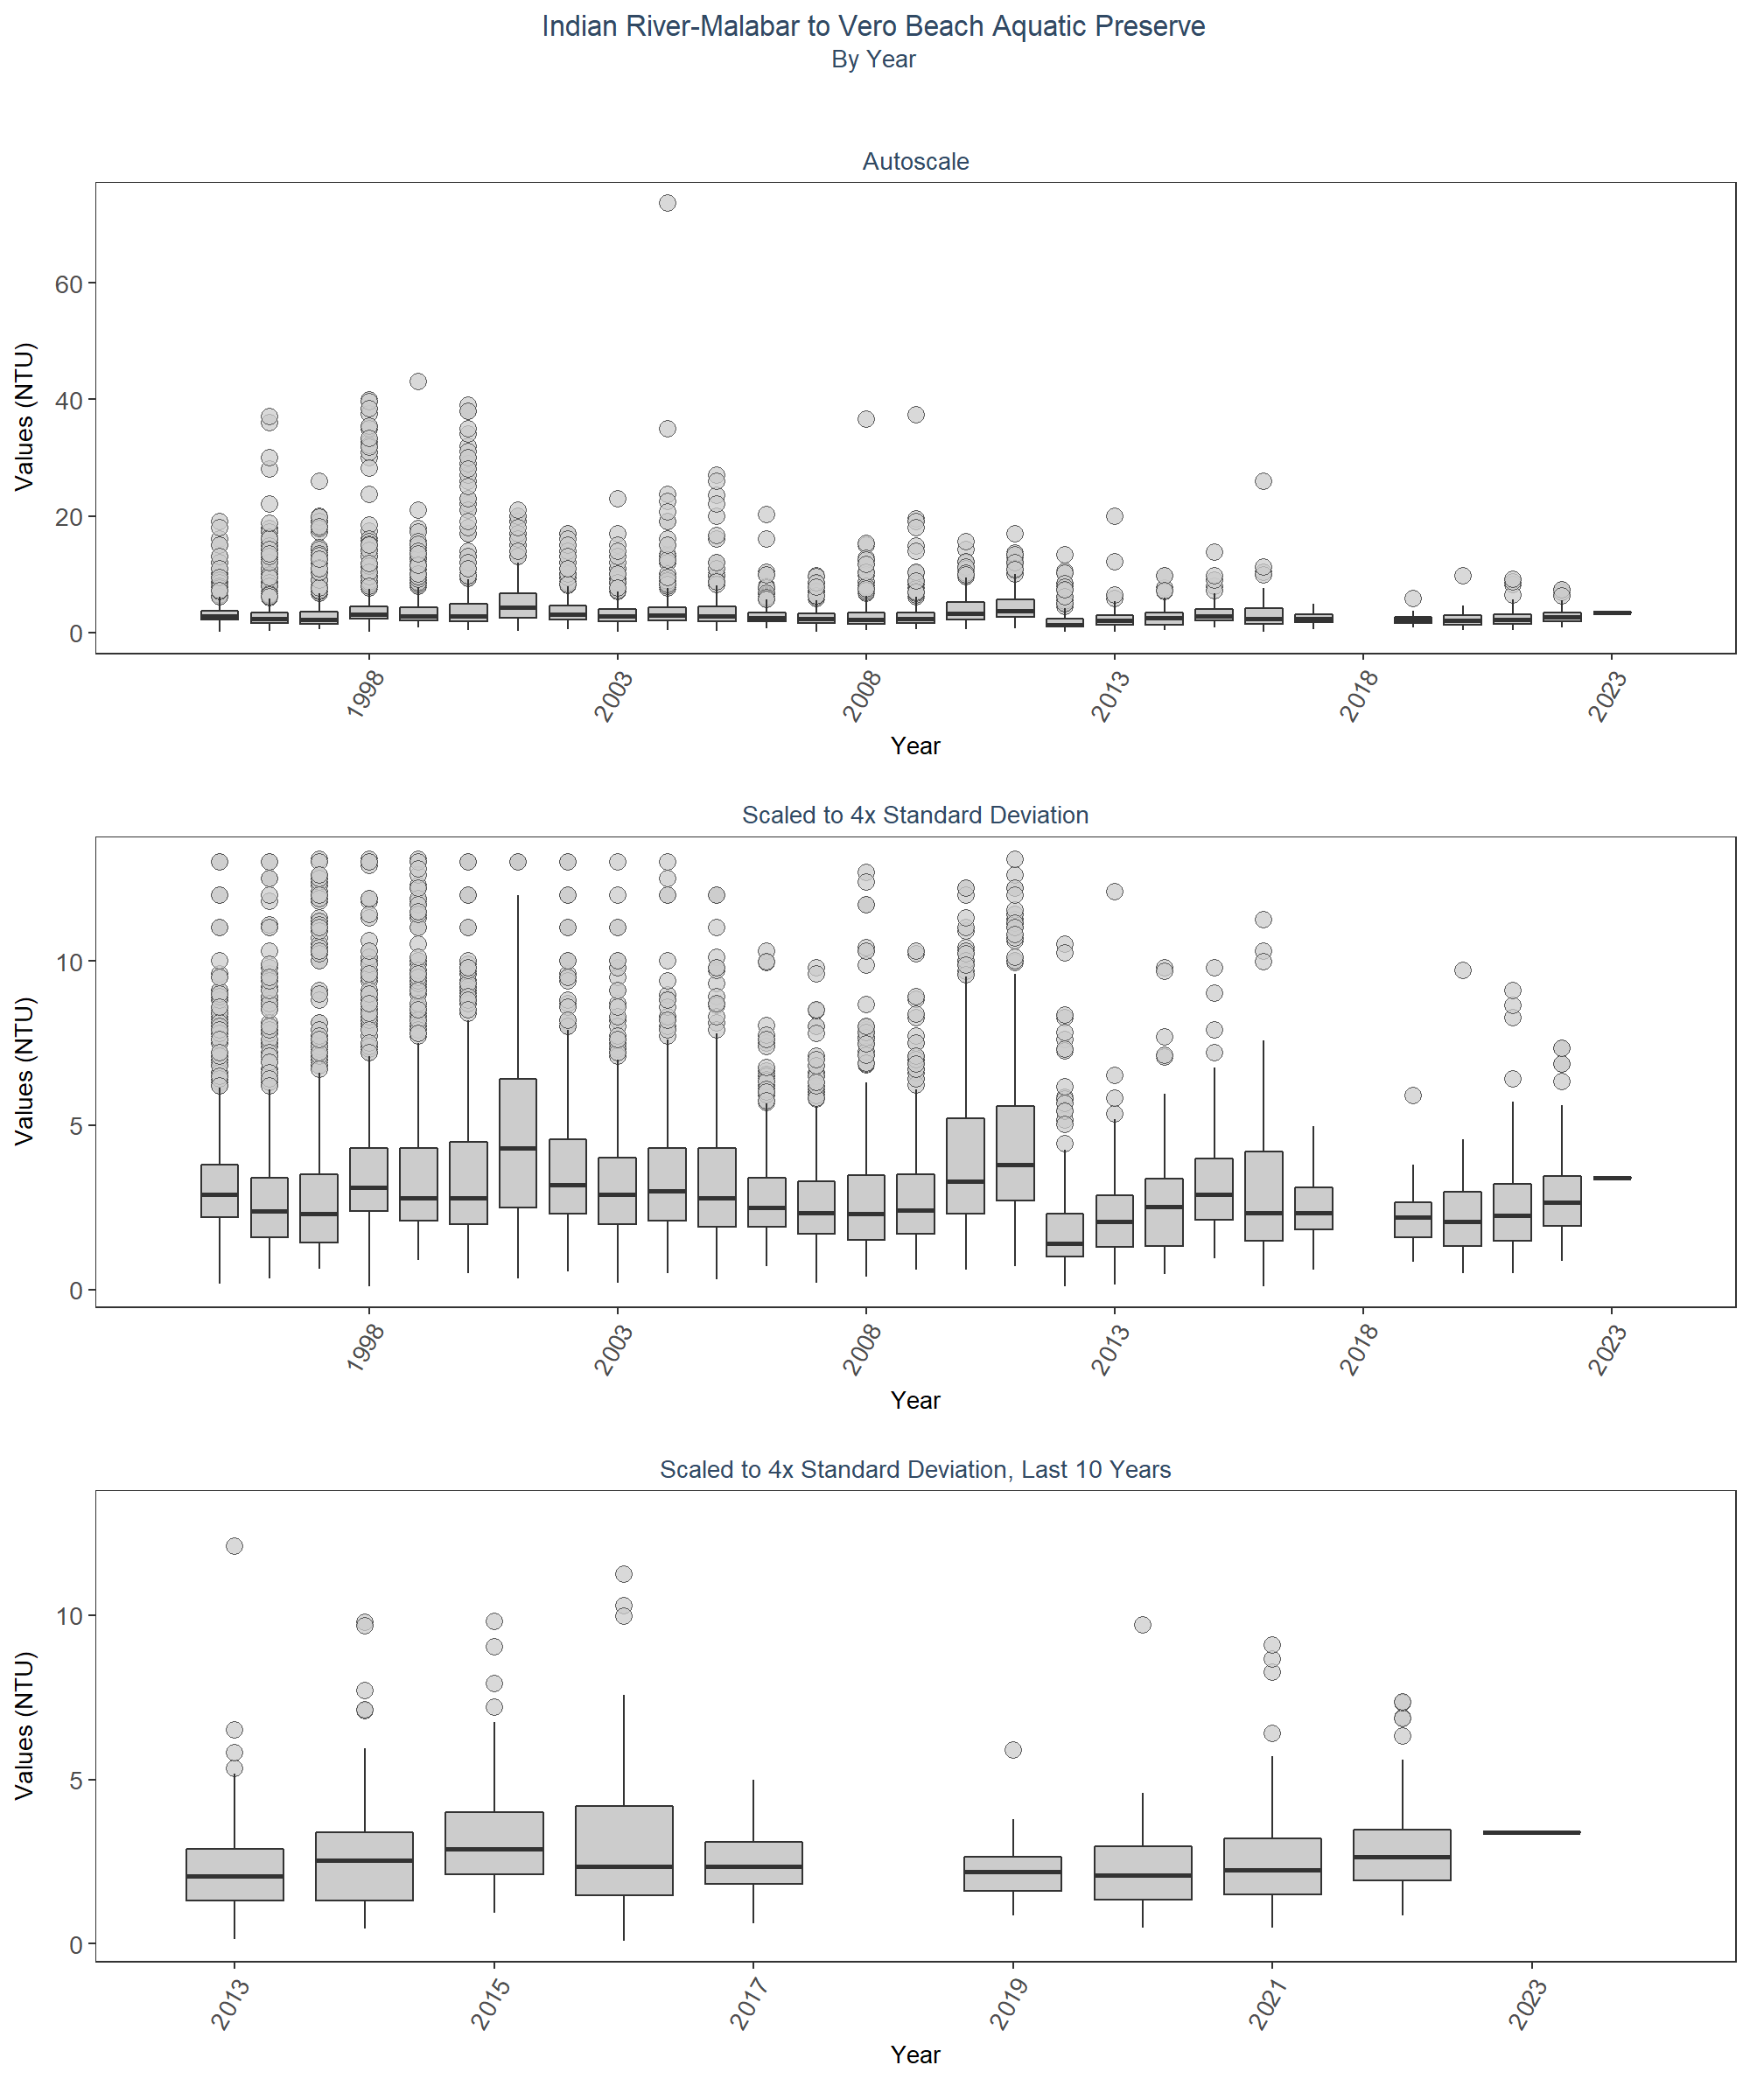 Indian River-Malabar to Vero Beach Aquatic Preserve
By Year
Autoscale
Values (NTU)
60
40
20
0
1998
2003
2008
2013
2018
2023
Year
Scaled to 4x Standard Deviation
Values (NTU)
10
5
0
1998
2003
2008
2013
2018
2023
Year
Scaled to 4x Standard Deviation, Last 10 Years
Values (NTU)
10
5
0
2013
2015
2017
2019
2021
2023
Year